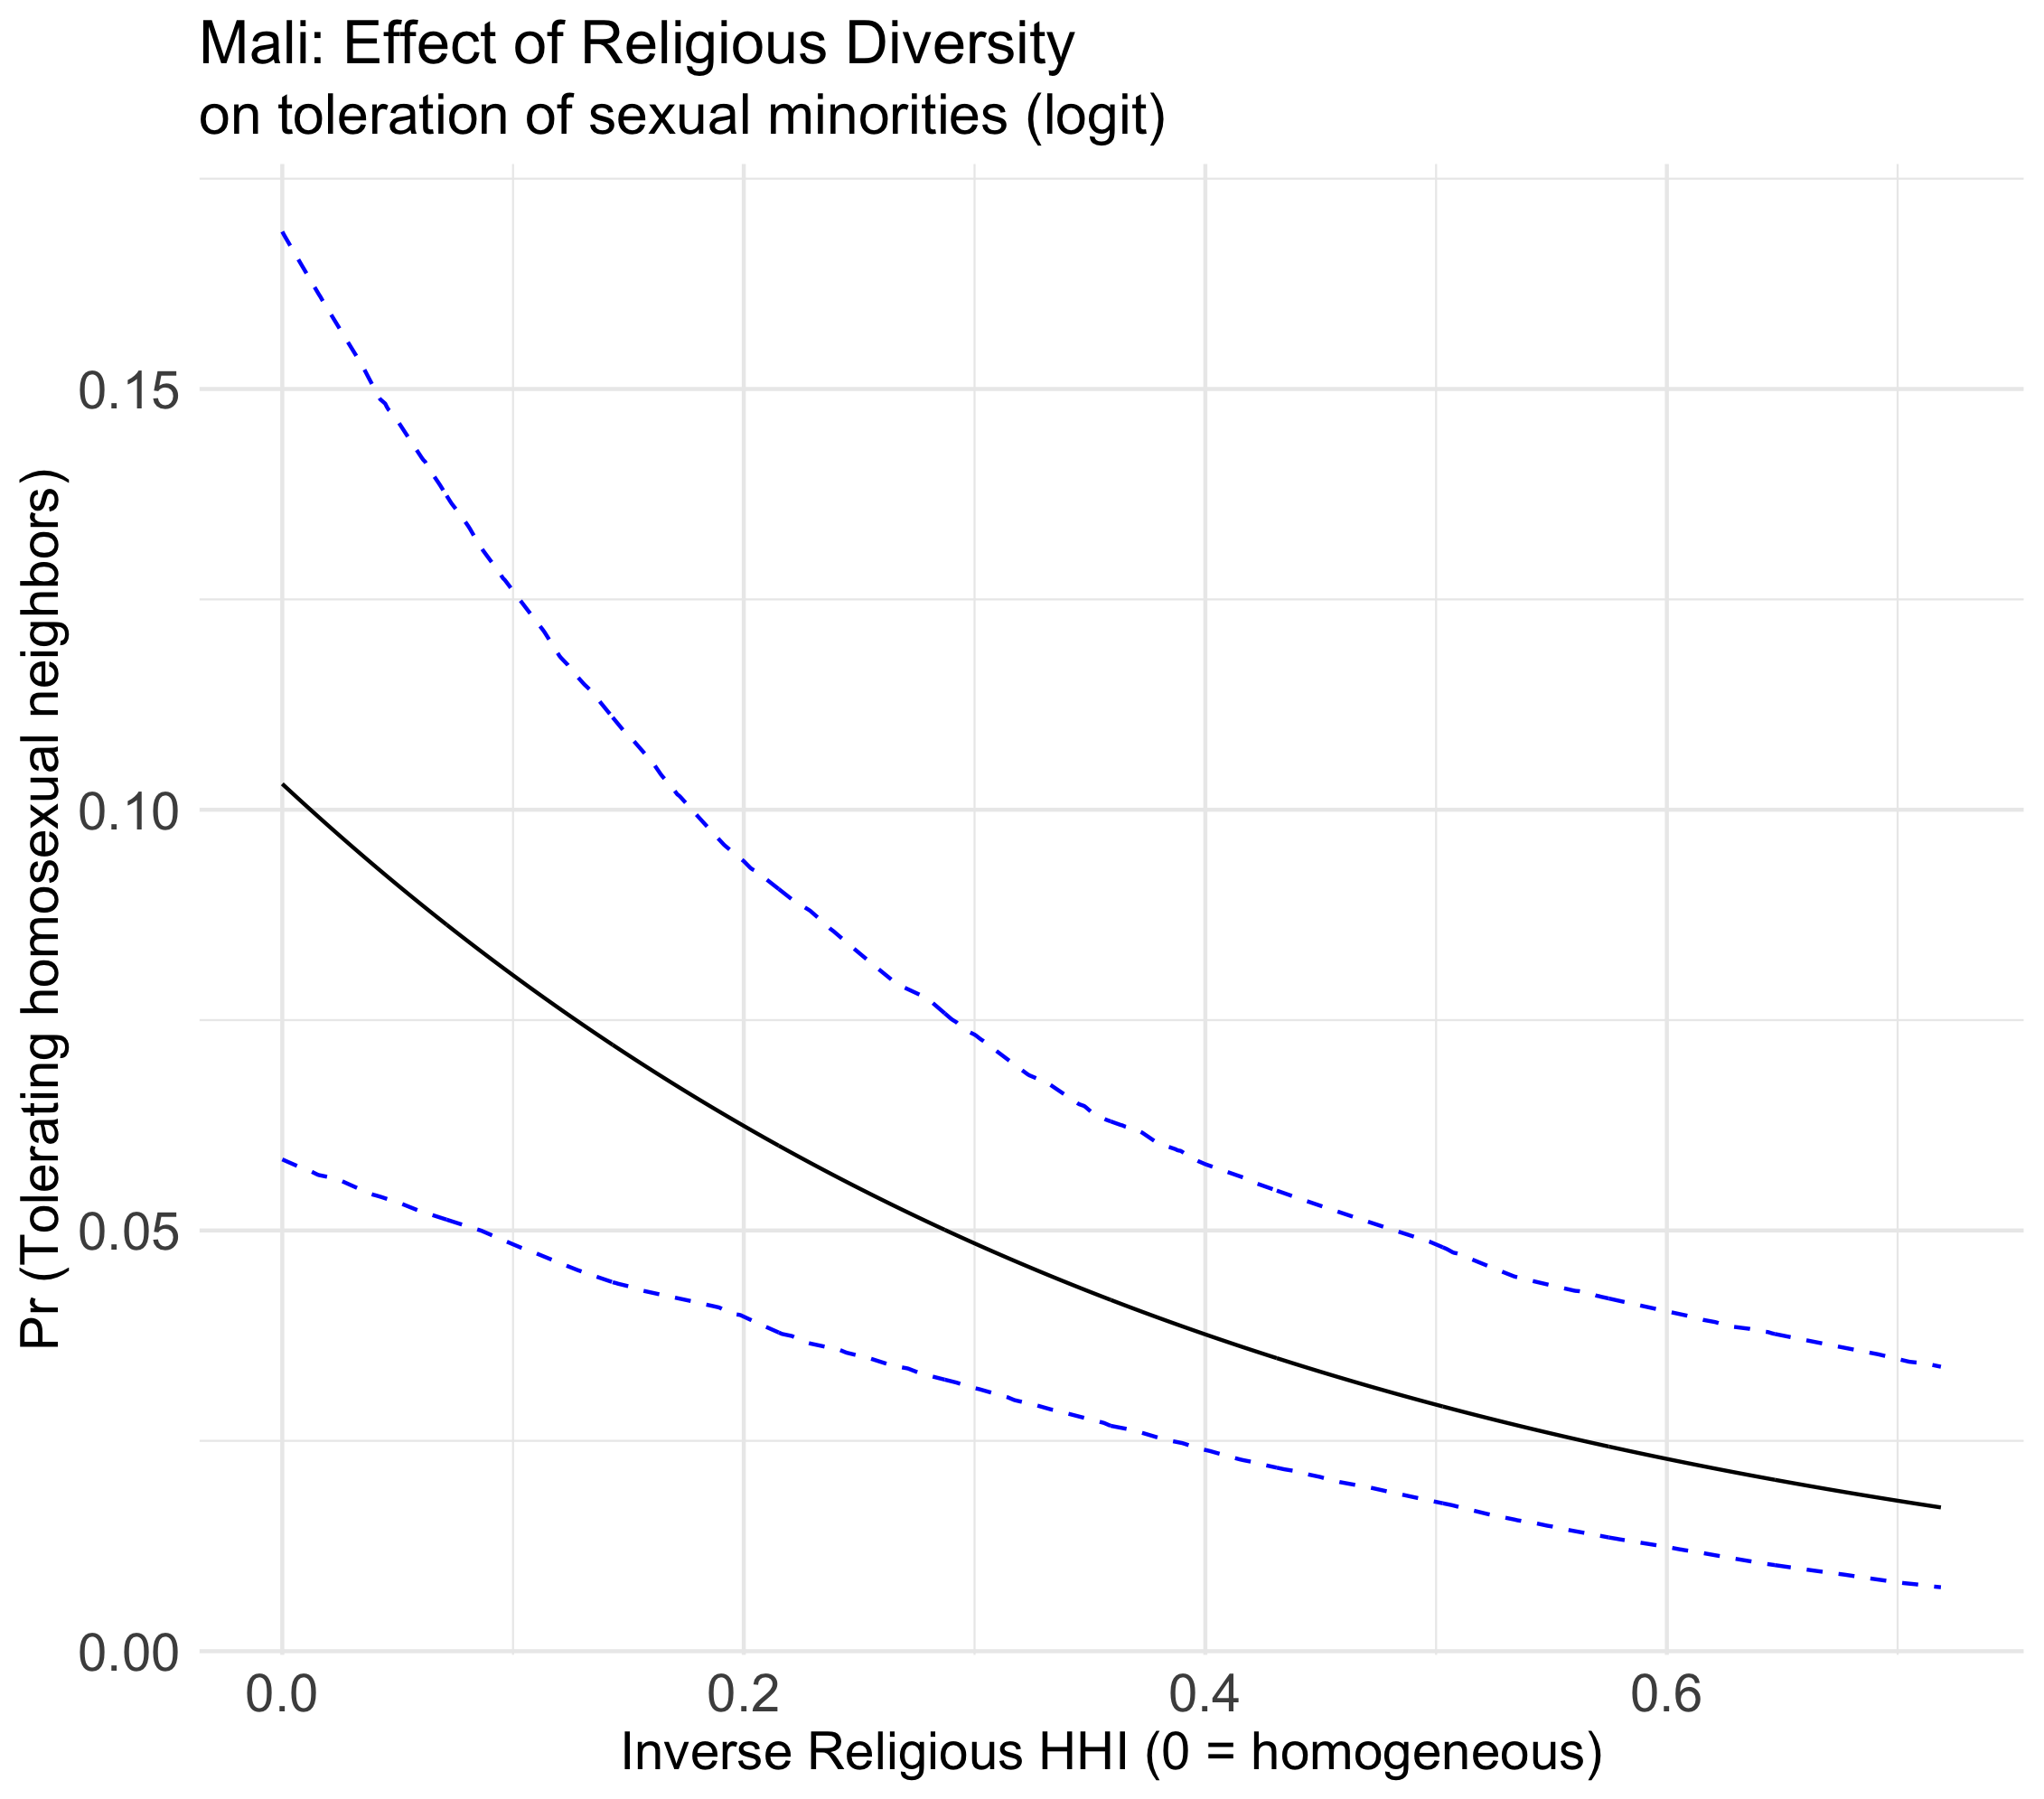 Mali: Effect of Religious Diversity
on toleration of sexual minorities (logit)
Pr (Tolerating homosexual neighbors)
0.15
0.10
0.05
0.00
0.0
0.2
0.4
0.6
Inverse Religious HHI (0 = homogeneous)